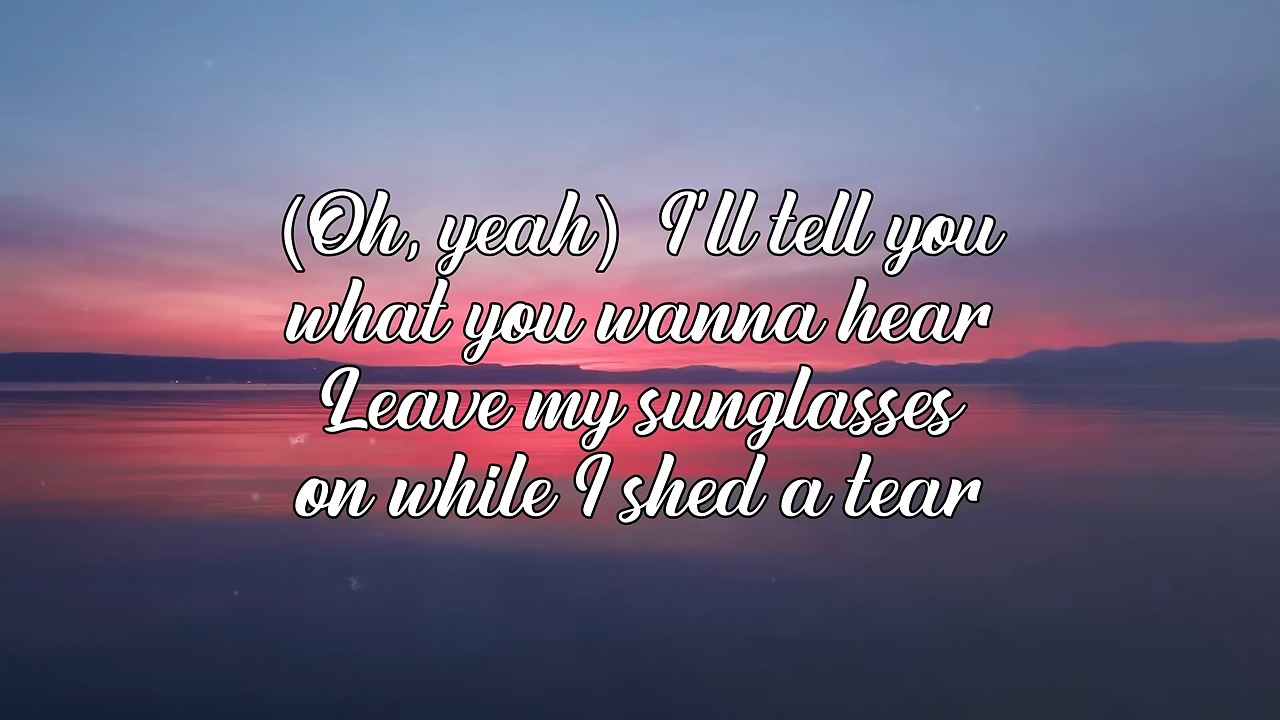 (Oh, yeah) I'll tell you
what you wanna hear
Leave my sunglasses
on while I shed a tear